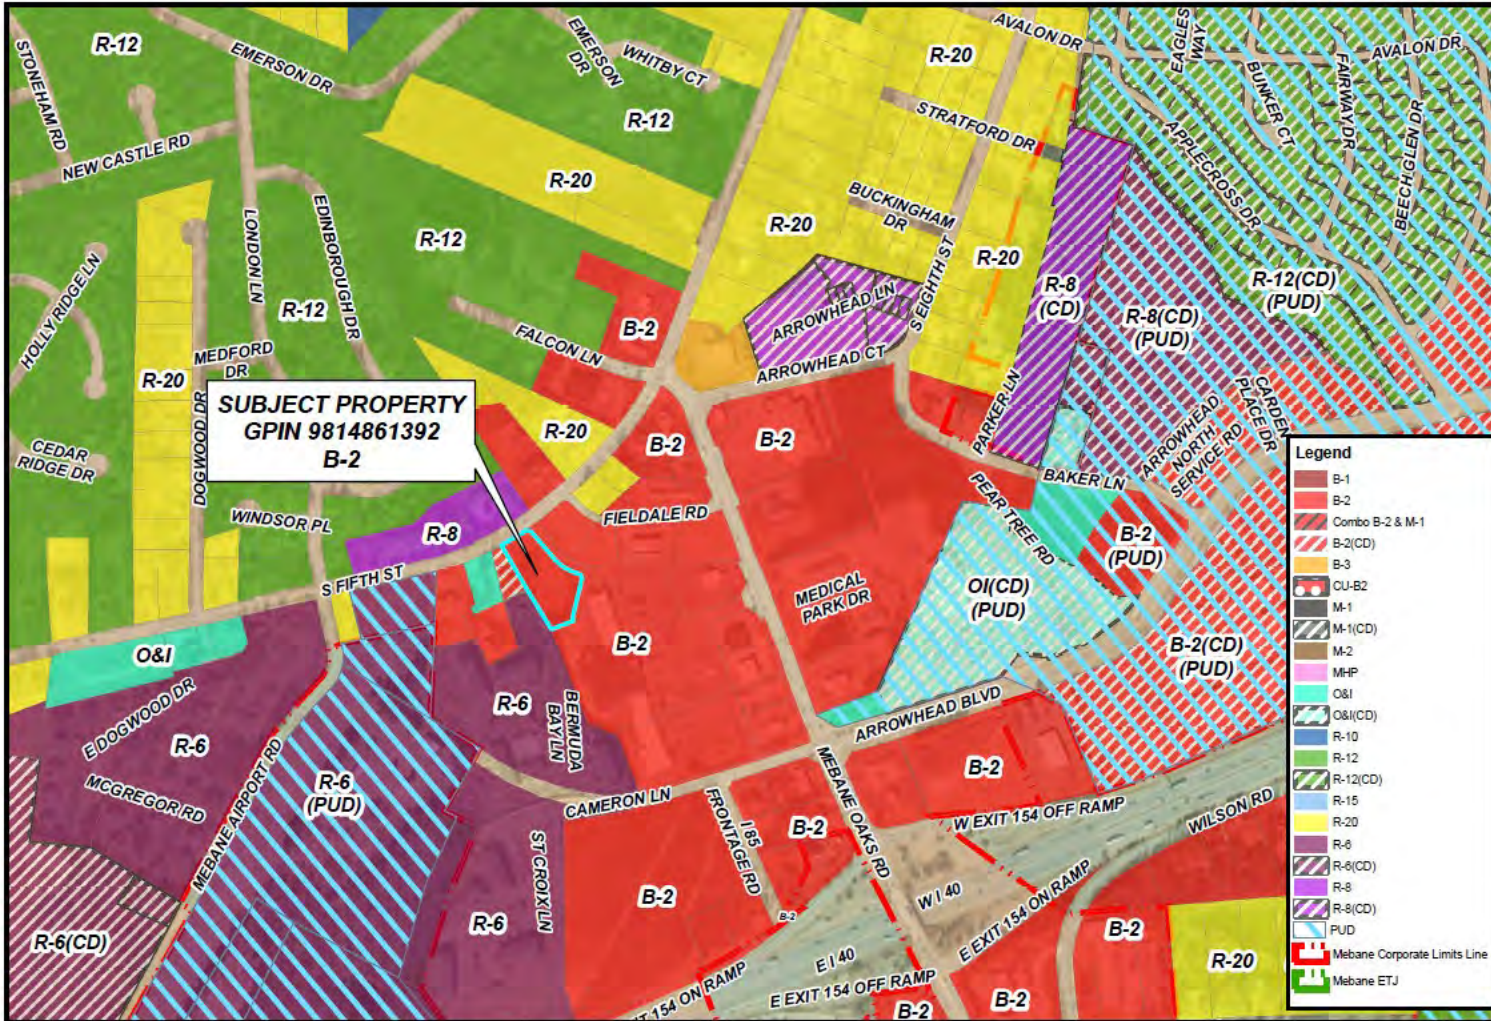 R-12
EMERSON DR
EMERSON
DR
WHITBY CT
STONEHAM RD
NEW CASTLE RD
R-12
R-20
AVALON DR
EAGLES
WAY
AVALON DR
BUNKER CT
FAIRWAY DR
BEECH GLEN DR
STRATFORD DR
APPLECROSS DR
R-20
BUCKINGHAM
DR
R-20
R-20
S EIGHTH ST
LONDON LN
EDINBOROUGH DR
R-12
HOLLY RIDGE LN
R-12
R-8
(CD)
R-12(CD)
(PUD)
R-8(CD)
(PUD)
ARROWHEAD LN
B-2
FALCON LN
ARROWHEAD CT
MEDFORD
DR
R-20
DOGWOOD DR
PARKER LN
SUBJECT PROPERTY
GPIN 9814861392
B-2
R-20
B-2
B-2
CEDAR
RIDGE DR
CARDEN
PLACE DR
ARROWHEAD
NORTH
SERVICE RD
BAKER LN
PEARTREE RD
WINDSOR PL
R-8
FIELDALE RD
B-2
(PUD)
S FIFTH ST
MEDICAL
PARK DR
OI(CD)
(PUD)
B-2
B-2(CD)
(PUD)
O&I
E DOGWOOD DR
R-6
R-6
BERMUDA
BAY LN
ARROWHEAD BLVD
MCGREGOR RD
MEBANE AIRPORT RD
R-6
(PUD)
CAMERON LN
MEBANE OAKS RD
B-2
FRONTAGE RD
I 85
B-2
W EXIT 154 OFF RAMP
WILSON RD
ST CROIX LN
B-2
R-6
R-6(CD)
B-2
W I 40
E EXIT 154 ON RAMP
B-2
E I 40
R-20
154 ON RAMP
E EXIT 154 OFF RAMP
B-2
B-2
Legend
B-1
B-2
Combo B-2 & M-1
B-2(CD)
B-3
CU-B2
M-1
M-1(CD)
M-2
MHP
O&I
O&I(CD)
R-10
R-12
R-12(CD)
R-15
R-20
R-6
R-6(CD)
R-8
R-8(CD)
PUD
Mebane Corporate Limits Line
Mebane ETJ